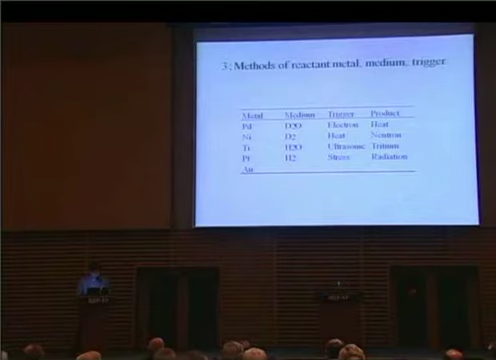 3: Methods of reactant metal, medium, trigger
Metal Medium Trigger Product
Pd D2O Electron Heat
Ni D2 Heat Neutron
Ti H2O Ultrasonic Tritium
Pt H2 Stress Radiation
Au